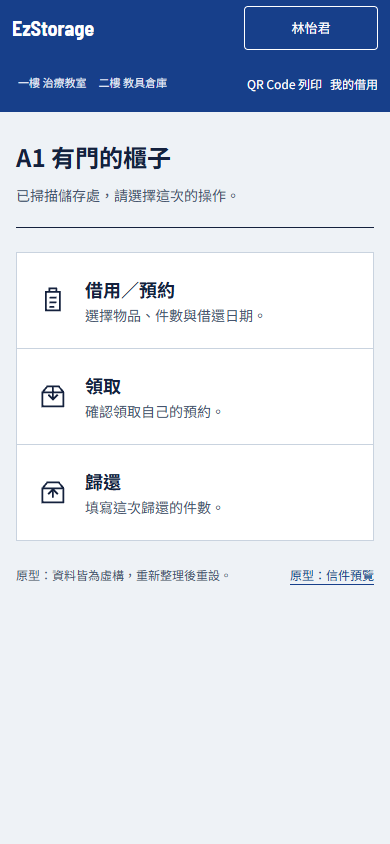 EzStorage
林怡君
一樓 治療教室 二樓 教具倉庫
QR Code 列印 我的借用
A1 有門的櫃子
已掃描儲存處，請選擇這次的操作。
借用／預約
選擇物品、件數與借還日期。
領取
確認領取自己的預約。
歸還
填寫這次歸還的件數。
原型：資料皆為虛構，重新整理後重設。
原型：信件預覽